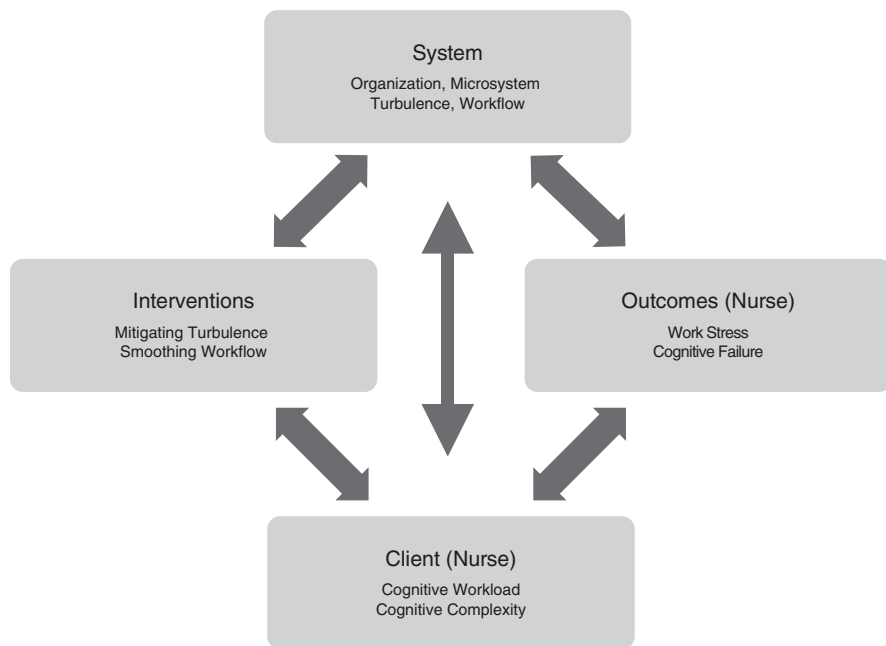 System
Organization, Microsystem
Turbulence, Workflow
Interventions
Mitigating Turbulence
Smoothing Workflow
Outcomes (Nurse)
Work Stress
Cognitive Failure
Client (Nurse)
Cognitive Workload
Cognitive Complexity